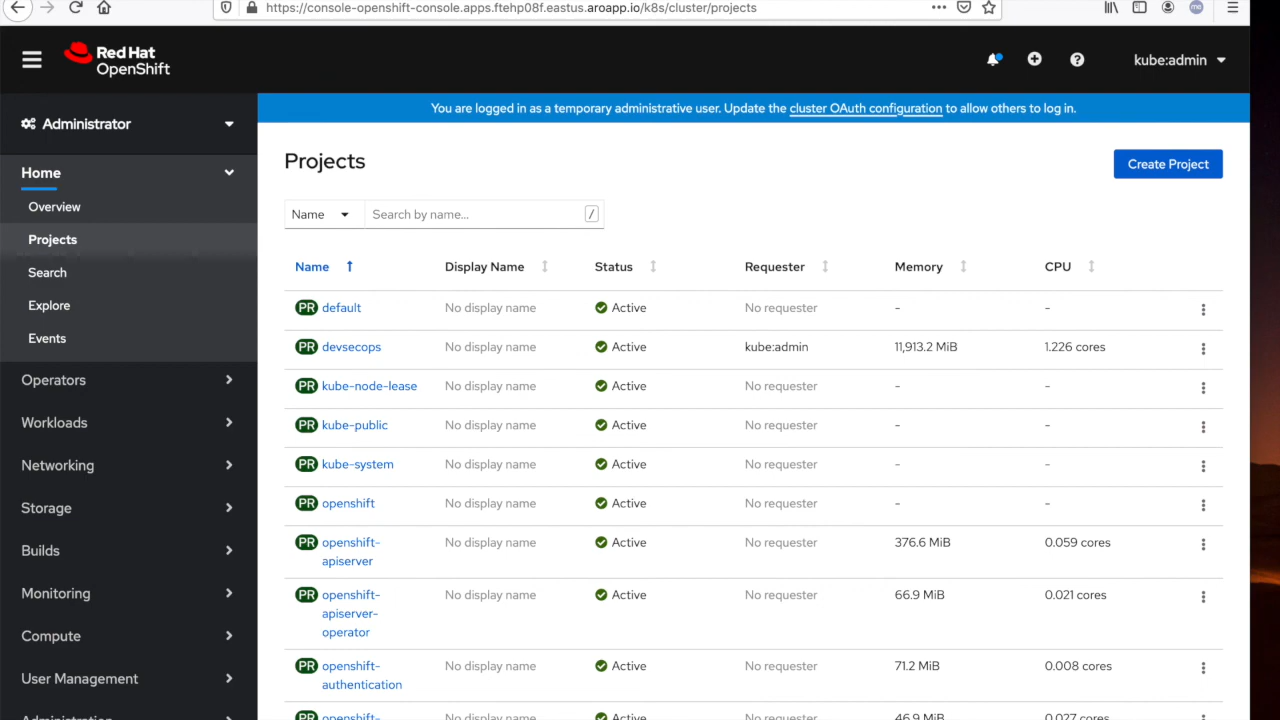 https://console-openshift-console.apps.ftehp08f.eastus.aroapp.io/k8s/cluster/projects
Red Hat
OpenShift
kube:admin
Administrator
You are logged in as a temporary administrative user. Update the cluster OAuth configuration to allow others to log in.
Home
Overview
Projects
Search
Explore
Events
Operators
Workloads
Networking
Storage
Builds
Monitoring
Compute
User Management
Administration
Projects
Create Project
Name
Search by name...
/
Name Display Name Status Requester Memory CPU
PR default No display name Active No requester - -
PR devsecops No display name Active kube:admin 11,913.2 MiB 1.226 cores
PR kube-node-lease No display name Active No requester - -
PR kube-public No display name Active No requester - -
PR kube-system No display name Active No requester - -
PR openshift No display name Active No requester - -
PR openshift- No display name Active No requester 376.6 MiB 0.059 cores
apiserver
PR openshift- No display name Active No requester 66.9 MiB 0.021 cores
apiserver-
operator
PR openshift- No display name Active No requester 71.2 MiB 0.008 cores
authentication
PR openshift- No display name Active No requester 46.9 MiB 0.027 cores